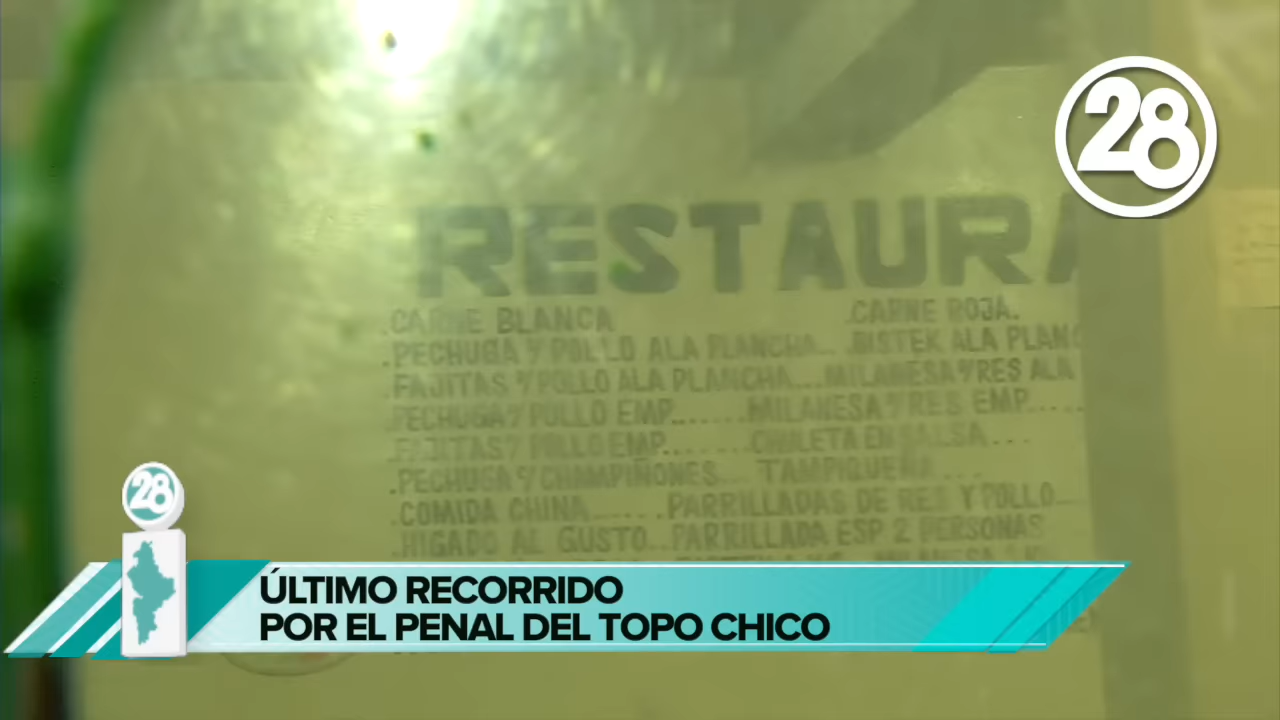 28
RESTAURA
.CARNE BLANCA .CARNE ROJA.
.PECHUGA Y POLLO ALA PLANCHA... BISTEK ALA PLANC
.FAJITAS Y POLLO ALA PLANCHA...MILANESA Y RES ALA
.PECHUGA Y POLLO EMP.......MILANESA Y RES EMP.....
.FAJITAS Y POLLO EMP........CHULETA EN SALSA....
.PECHUGA Y CHAMPIÑONES... TAMPIQUEÑA....
.COMIDA CHINA.......PARRILLADAS DE RES Y POLLO...
.HIGADO AL GUSTO..PARRILLADA ESP 2 PERSONAS
28
ÚLTIMO RECORRIDO
POR EL PENAL DEL TOPO CHICO